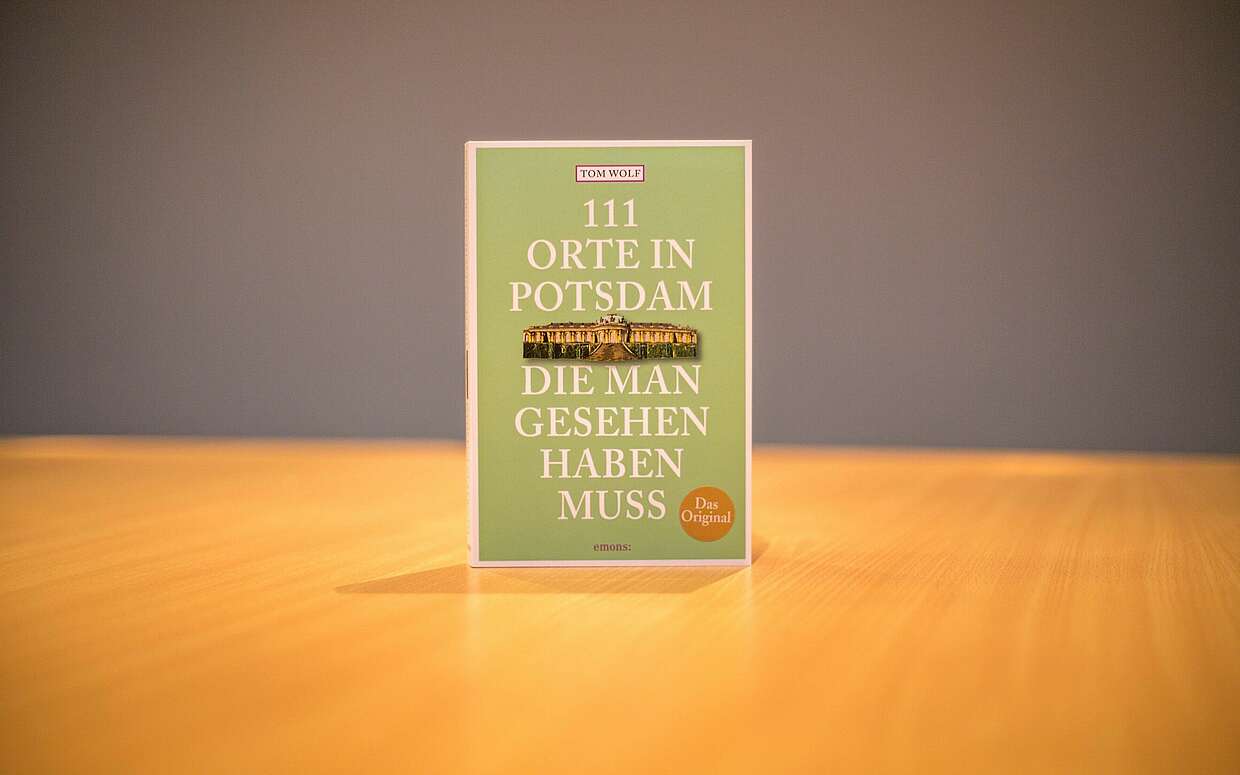 TOM WOLF
111
ORTE IN
POTSDAM
DIE MAN
GESEHEN
HABEN
MUSS
Das
Original
emons: